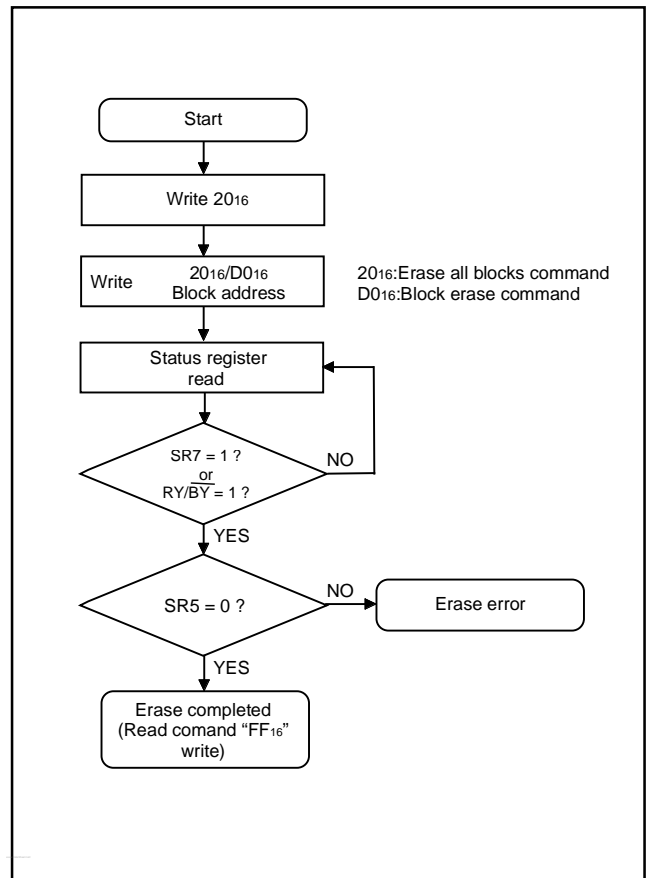 Start
Write 2016
Write 2016/D016
Block address
2016:Erase all blocks command
D016:Block erase command
Status register
read
SR7 = 1 ?
or
RY/BY = 1 ?
NO
YES
SR5 = 0 ?
NO
Erase error
YES
Erase completed
(Read comand “FF16”
write)